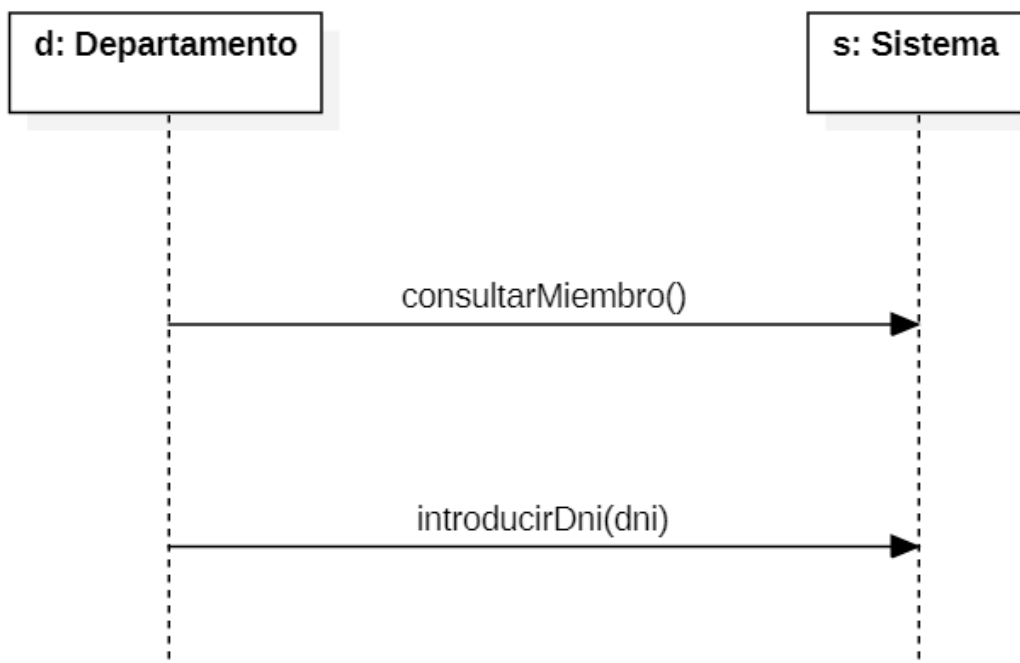 d: Departamento
s: Sistema
consultarMiembro()
introducirDni(dni)